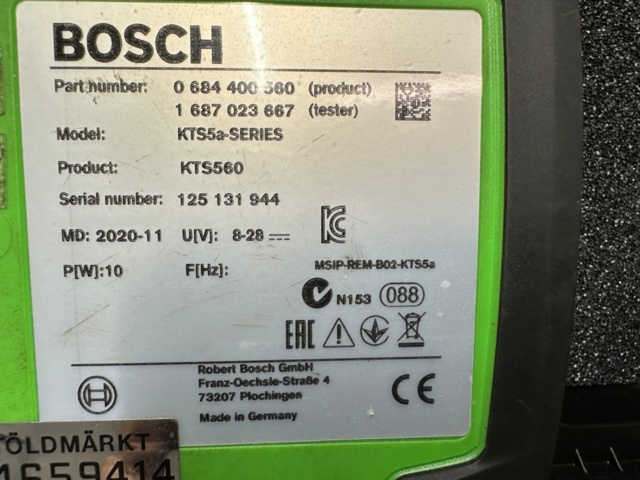 BOSCH
Part number: 0 684 400 560 (product)
1 687 023 667 (tester)
Model: KTS5a-SERIES
Product: KTS560
Serial number: 125 131 944
MD: 2020-11 U[V]: 8-28
P[W]:10 F[Hz]:
MSIP-REM-B02-KTS5a
N153 088
EAC
Robert Bosch GmbH
Franz-Oechsle-Straße 4
73207 Plochingen
Made in Germany
CE
ÖLDMÄRKT
4659414